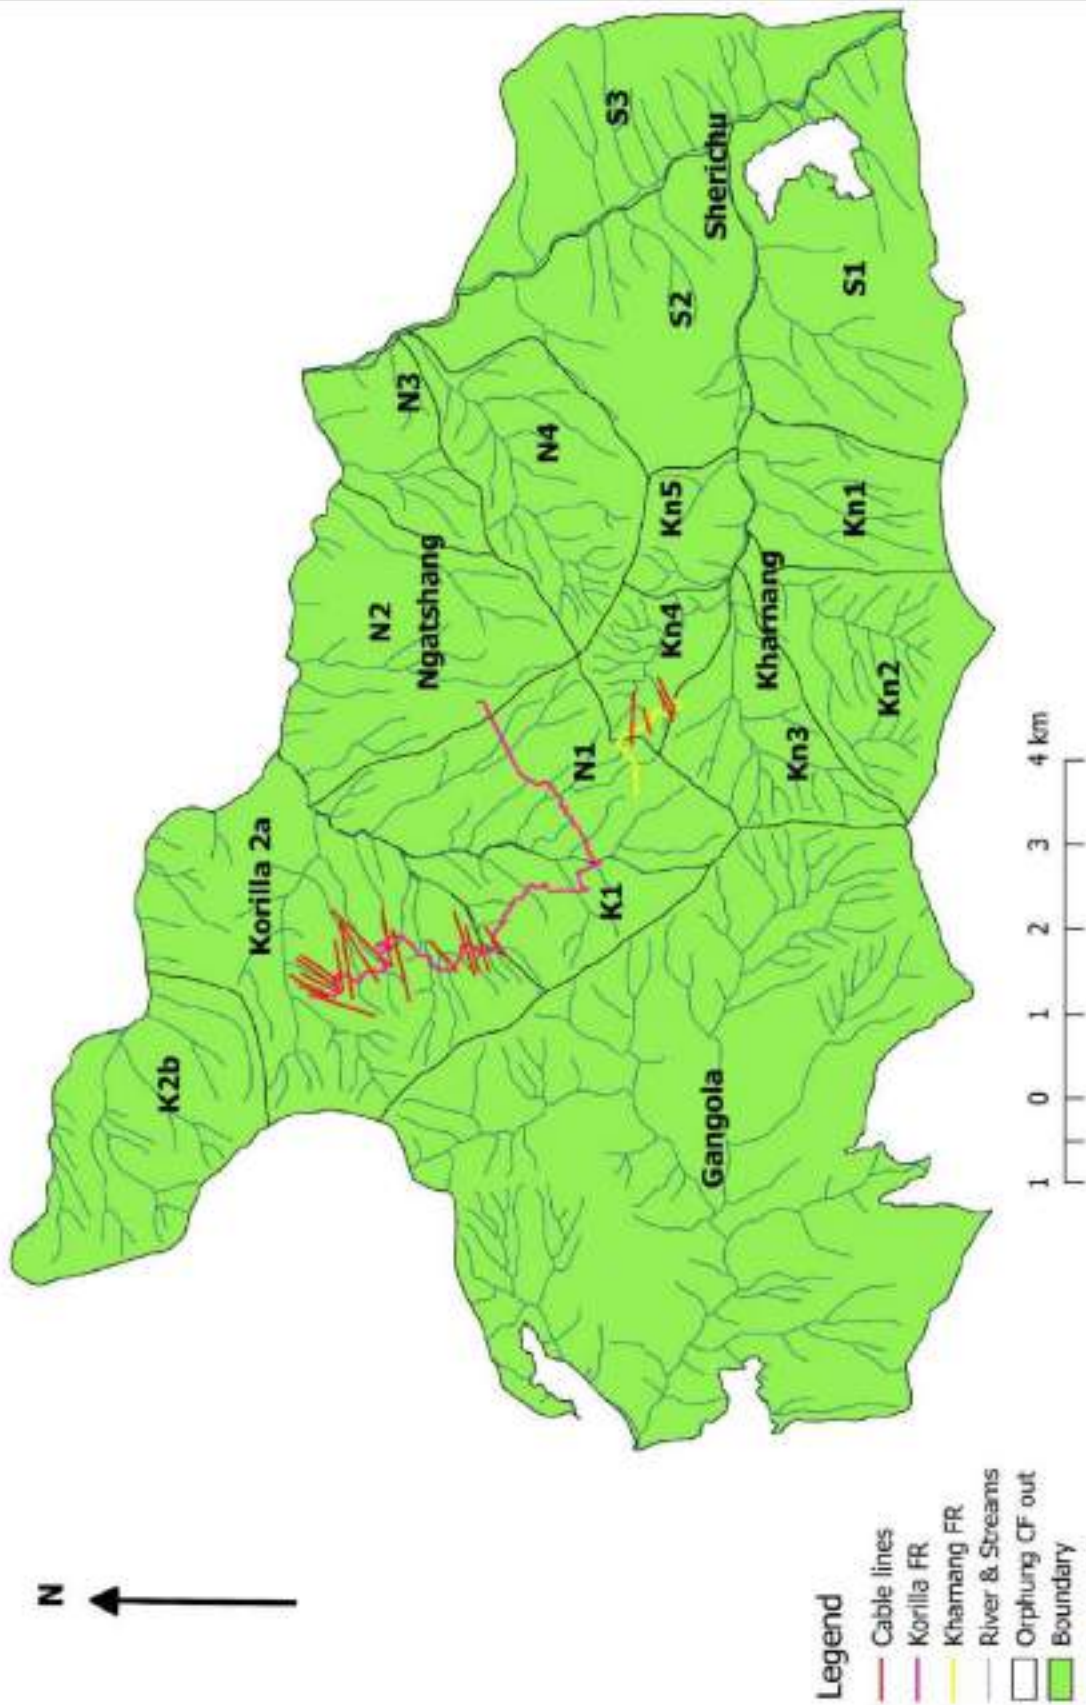 N
K2b
Korilla 2a
N2
Ngatshang
N3
N4
S3
K1
N1
Kn4
Kn5
S2
Sherichu
Gangola
Kn3
Khamang
Kn2
Kn1
S1
Legend
Cable lines
Korilla FR
Khamang FR
River & Streams
Orphung CF out
Boundary
1 0 1 2 3 4 km